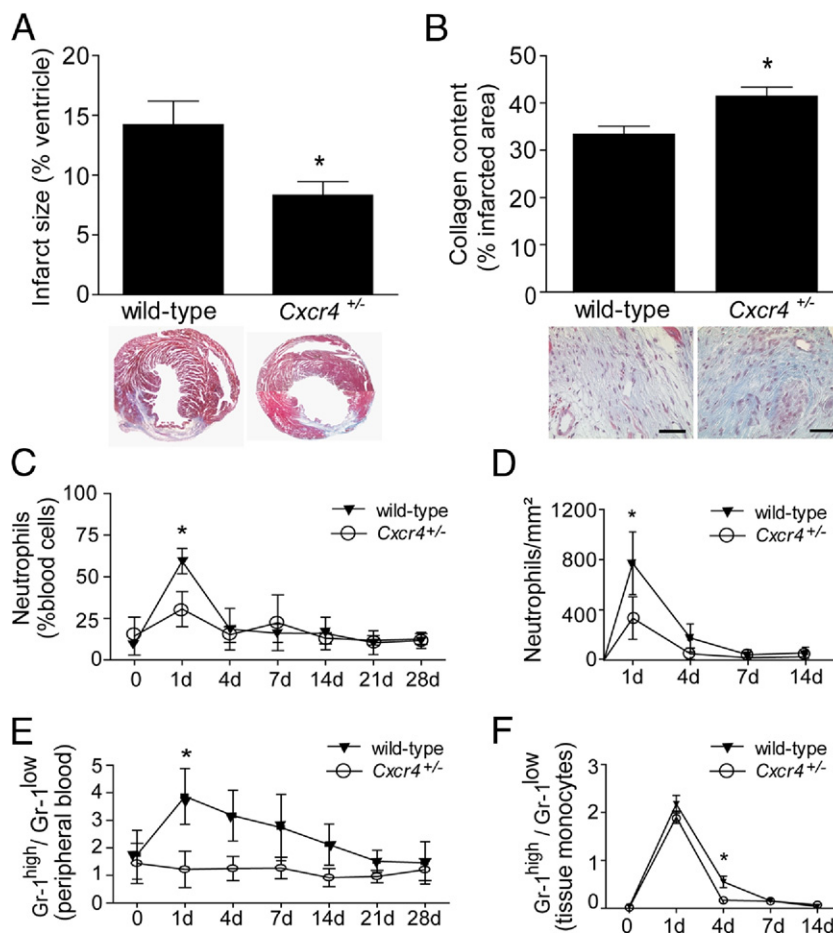 A
20
15
10
5
0
Infarct size (% ventricle)
*
wild-type
Cxcr4 +/-
B
50
40
30
20
10
0
Collagen content
(% infarcted area)
*
wild-type
Cxcr4 +/-
C
100
75
50
25
0
Neutrophils
(%blood cells)
*
wild-type
Cxcr4+/-
0 1d 4d 7d 14d 21d 28d
D
1200
800
400
0
Neutrophils/mm²
*
wild-type
Cxcr4+/-
1d 4d 7d 14d
E
5
4
3
2
1
0
Gr-1high/ Gr-1low
(peripheral blood)
*
wild-type
Cxcr4+/-
0 1d 4d 7d 14d 21d 28d
F
3
2
1
0
Gr-1high / Gr-1low
(tissue monocytes)
*
wild-type
Cxcr4+/-
0 1d 4d 7d 14d